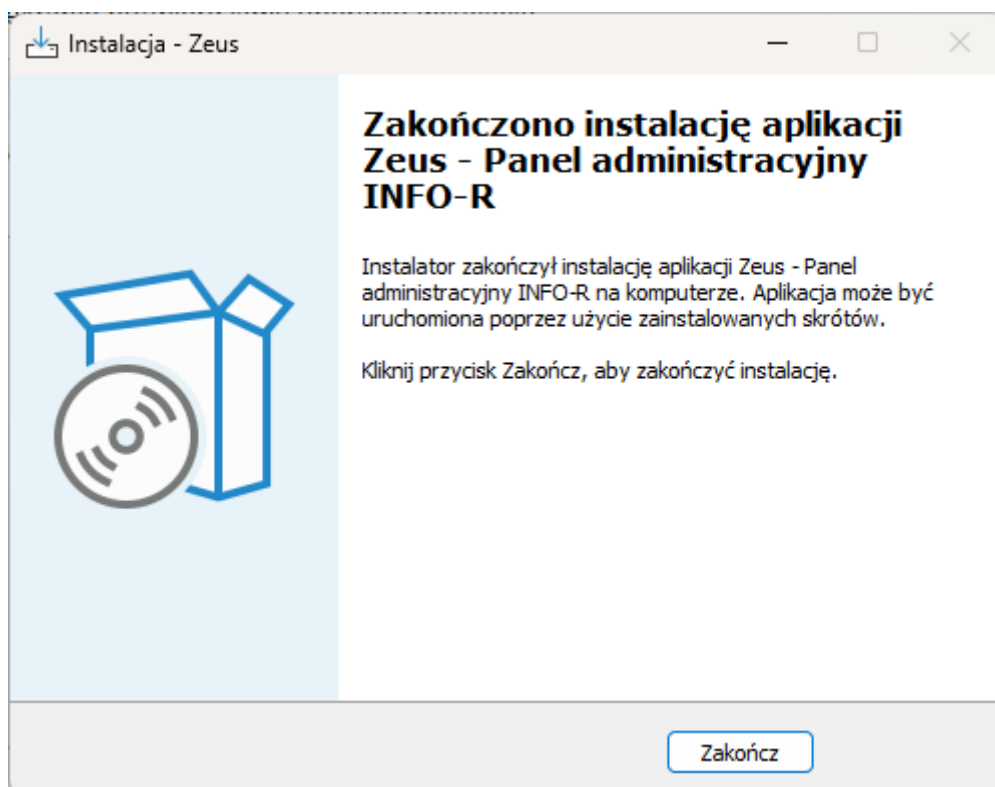 Instalacja - Zeus
Zakończono instalację aplikacji
Zeus - Panel administracyjny
INFO-R
Instalator zakończył instalację aplikacji Zeus - Panel
administracyjny INFO-R na komputerze. Aplikacja może być
uruchomiona poprzez użycie zainstalowanych skrótów.
Kliknij przycisk Zakończ, aby zakończyć instalację.
Zakończ